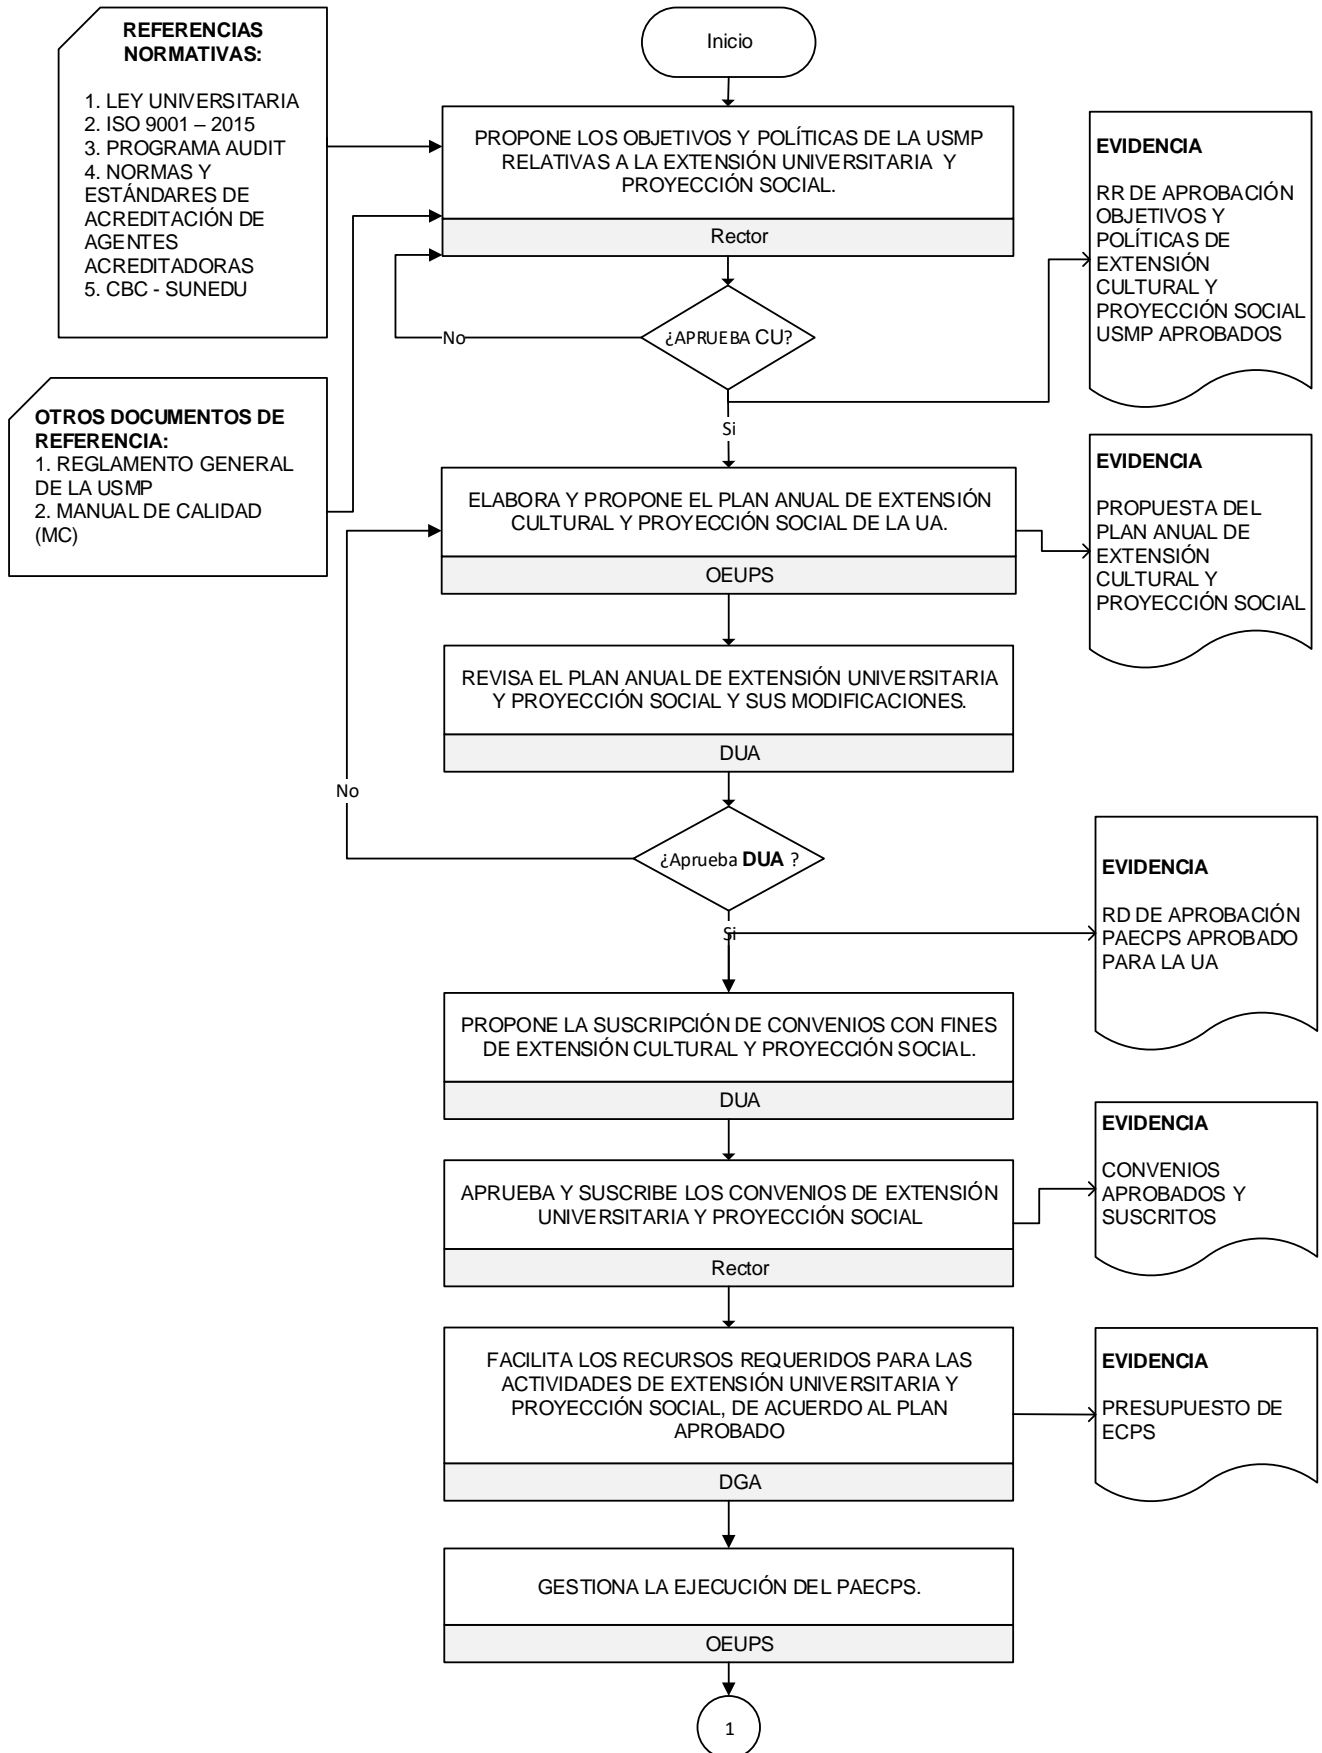 REFERENCIAS
NORMATIVAS:
1. LEY UNIVERSITARIA
2. ISO 9001 – 2015
3. PROGRAMA AUDIT
4. NORMAS Y
ESTÁNDARES DE
ACREDITACIÓN DE
AGENTES
ACREDITADORAS
5. CBC - SUNEDU
OTROS DOCUMENTOS DE
REFERENCIA:
1. REGLAMENTO GENERAL
DE LA USMP
2. MANUAL DE CALIDAD
(MC)
Inicio
PROPONE LOS OBJETIVOS Y POLÍTICAS DE LA USMP
RELATIVAS A LA EXTENSIÓN UNIVERSITARIA Y
PROYECCIÓN SOCIAL.
Rector
¿APRUEBA CU?
No
Si
EVIDENCIA
RR DE APROBACIÓN
OBJETIVOS Y
POLÍTICAS DE
EXTENSIÓN
CULTURAL Y
PROYECCIÓN SOCIAL
USMP APROBADOS
ELABORA Y PROPONE EL PLAN ANUAL DE EXTENSIÓN
CULTURAL Y PROYECCIÓN SOCIAL DE LA UA.
OEUPS
EVIDENCIA
PROPUESTA DEL
PLAN ANUAL DE
EXTENSIÓN
CULTURAL Y
PROYECCIÓN SOCIAL
REVISA EL PLAN ANUAL DE EXTENSIÓN UNIVERSITARIA
Y PROYECCIÓN SOCIAL Y SUS MODIFICACIONES.
DUA
No
¿Aprueba DUA ?
Si
EVIDENCIA
RD DE APROBACIÓN
PAECPS APROBADO
PARA LA UA
PROPONE LA SUSCRIPCIÓN DE CONVENIOS CON FINES
DE EXTENSIÓN CULTURAL Y PROYECCIÓN SOCIAL.
DUA
APRUEBA Y SUSCRIBE LOS CONVENIOS DE EXTENSIÓN
UNIVERSITARIA Y PROYECCIÓN SOCIAL
Rector
EVIDENCIA
CONVENIOS
APROBADOS Y
SUSCRITOS
FACILITA LOS RECURSOS REQUERIDOS PARA LAS
ACTIVIDADES DE EXTENSIÓN UNIVERSITARIA Y
PROYECCIÓN SOCIAL, DE ACUERDO AL PLAN
APROBADO
DGA
EVIDENCIA
PRESUPUESTO DE
ECPS
GESTIONA LA EJECUCIÓN DEL PAECPS.
OEUPS
1